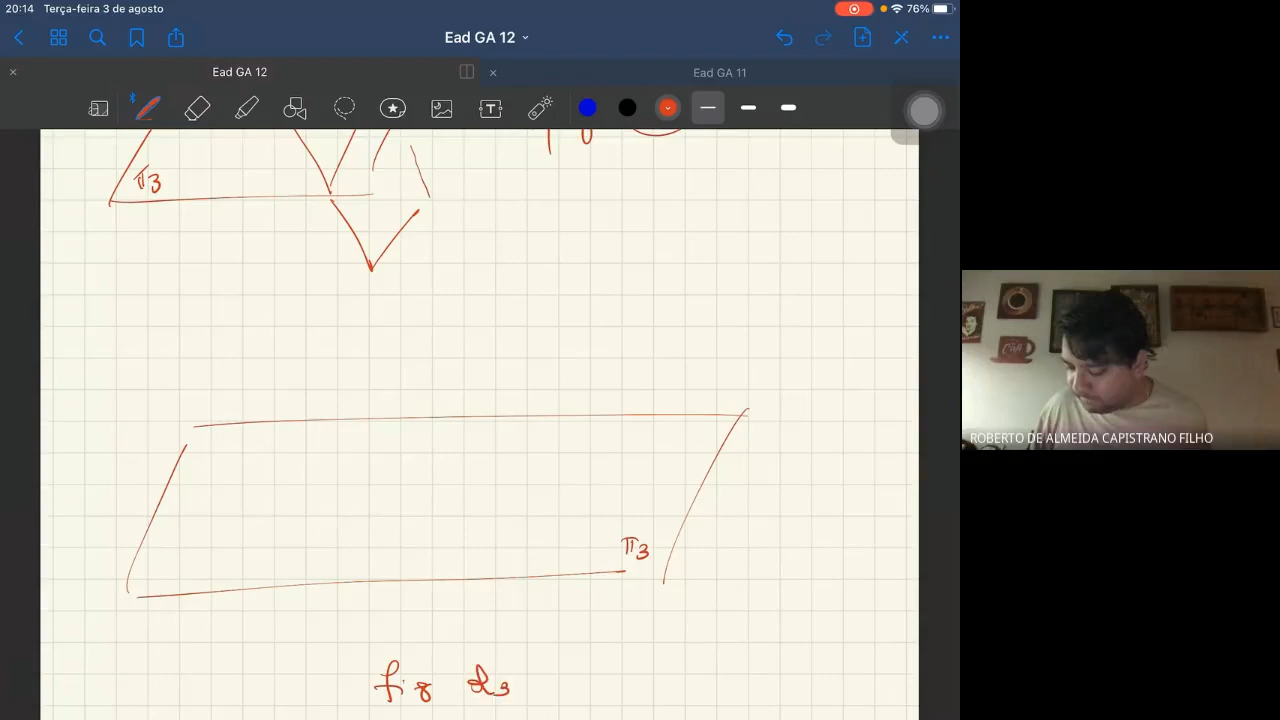 20:14 Terça-feira 3 de agosto 76%
Ead GA 12
Ead GA 12 Ead GA 11
π3
π3
ROBERTO DE ALMEIDA CAPISTRANO FILHO